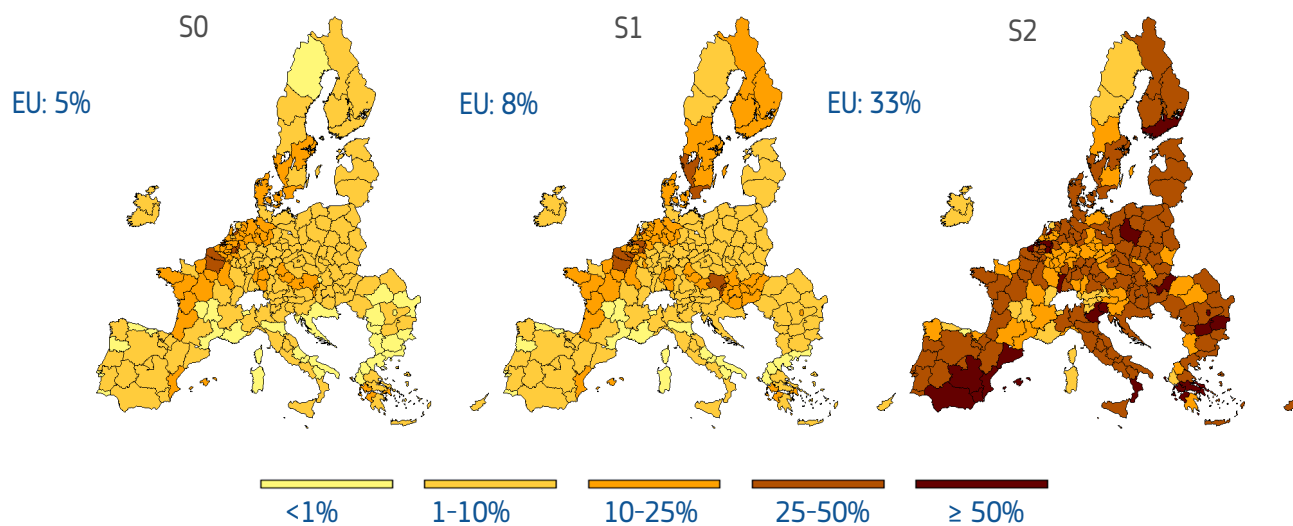 S0
S1
S2
EU: 5%
EU: 8%
EU: 33%
<1%
1-10%
10-25%
25-50%
≥ 50%